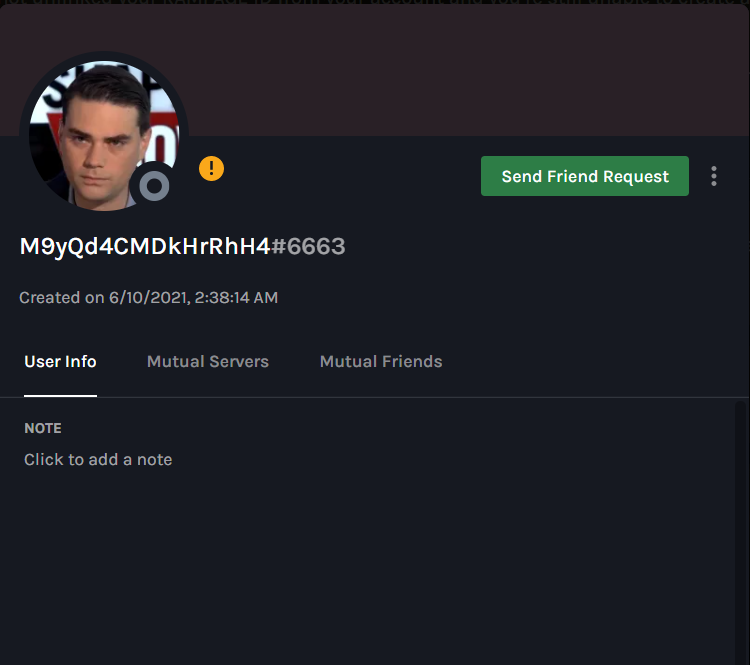 Send Friend Request
M9yQd4CMDkHrRhH4#6663
Created on 6/10/2021, 2:38:14 AM
User Info Mutual Servers Mutual Friends
NOTE
Click to add a note